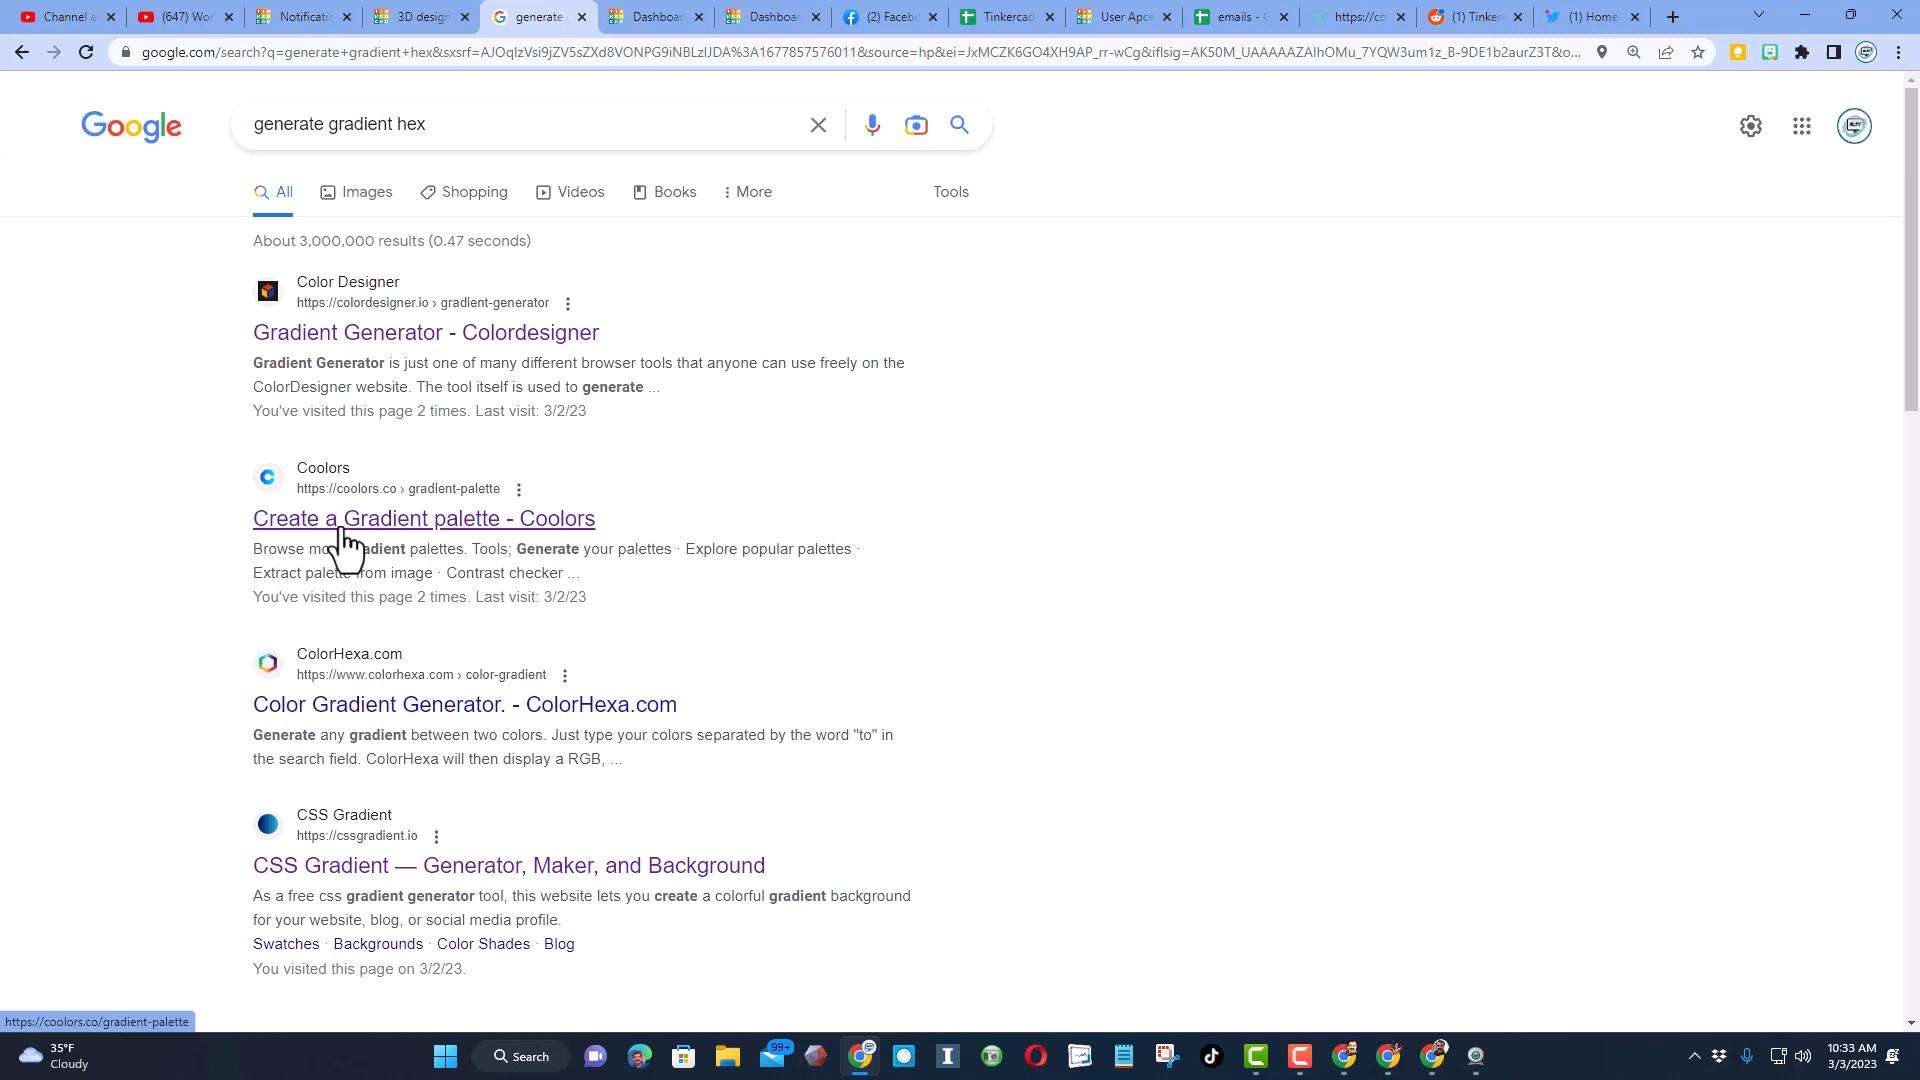 Channel a
(647) Wor
Notificatio
3D design
generate
Dashboar
Dashboar
(2) Facebo
Tinkercad
User Apce
emails - G
https://co
(1) Tinker
(1) Home
google.com/search?q=generate+gradient+hex&sxsrf=AJOqlzVsi9jZV5sZXd8VONPG9iNBLzIJDA%3A1677857576011&source=hp&ei=JxMCZK6GO4XH9AP_rr-wCg&iflsig=AK50M_UAAAAAZAIhOMu_7YQW3um1z_B-9DE1b2aurZ3T&o...
Google
generate gradient hex
All
Images
Shopping
Videos
Books
More
Tools
About 3,000,000 results (0.47 seconds)
Color Designer
https://colordesigner.io › gradient-generator
Gradient Generator - Colordesigner
Gradient Generator is just one of many different browser tools that anyone can use freely on the
ColorDesigner website. The tool itself is used to generate ...
You've visited this page 2 times. Last visit: 3/2/23
Coolors
https://coolors.co › gradient-palette
Create a Gradient palette - Coolors
Browse mo adient palettes. Tools; Generate your palettes · Explore popular palettes ·
Extract palette from image · Contrast checker ...
You've visited this page 2 times. Last visit: 3/2/23
ColorHexa.com
https://www.colorhexa.com › color-gradient
Color Gradient Generator. - ColorHexa.com
Generate any gradient between two colors. Just type your colors separated by the word "to" in
the search field. ColorHexa will then display a RGB, ...
CSS Gradient
https://cssgradient.io
CSS Gradient — Generator, Maker, and Background
As a free css gradient generator tool, this website lets you create a colorful gradient background
for your website, blog, or social media profile.
Swatches · Backgrounds · Color Shades · Blog
You visited this page on 3/2/23.
https://coolors.co/gradient-palette
35°F
Cloudy
Search
99+
10:33 AM
3/3/2023